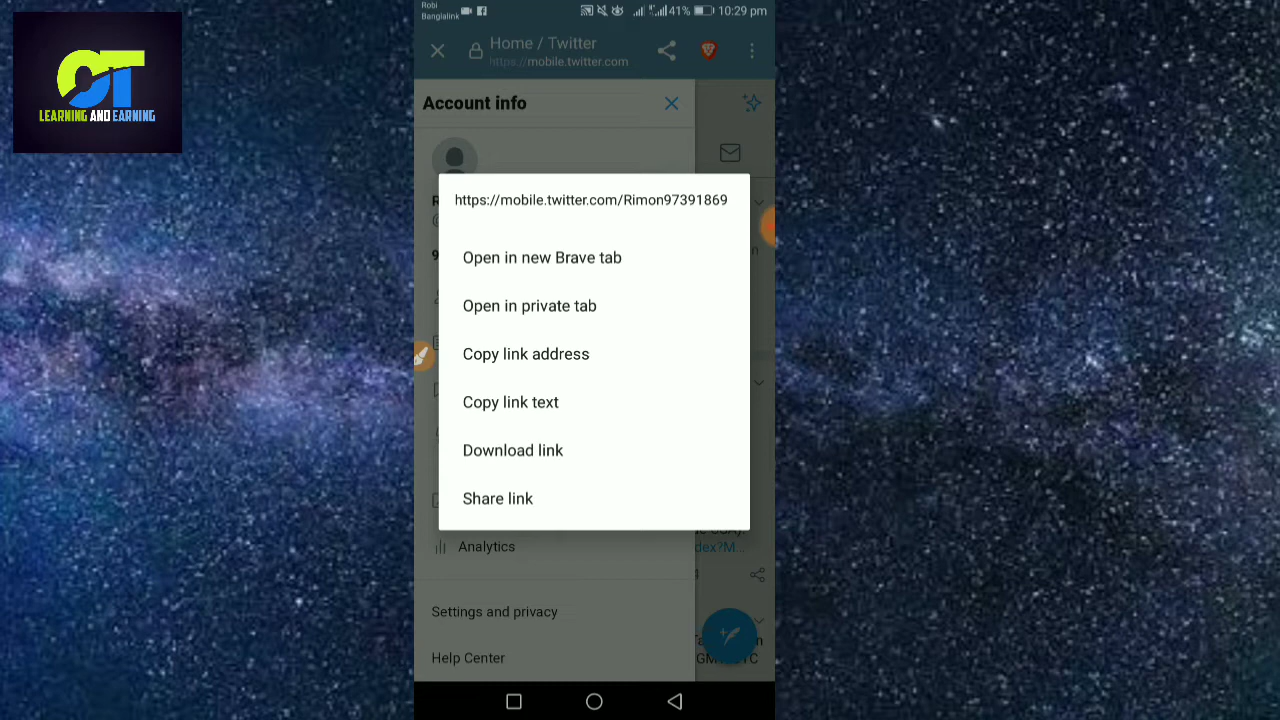 OT
LEARNING AND EARNING
Robi
Banglalink
41% 10:29 pm
Home / Twitter
https://mobile.twitter.com
Account info
https://mobile.twitter.com/Rimon97391869
Open in new Brave tab
Open in private tab
Copy link address
Copy link text
Download link
Share link
Analytics
dex?M...
Settings and privacy
Help Center